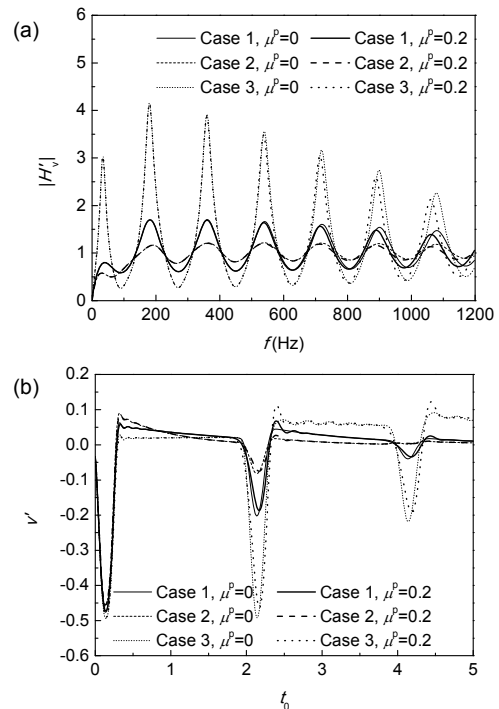 (a)
Case 1, μᵖ=0 Case 1, μᵖ=0.2
Case 2, μᵖ=0 Case 2, μᵖ=0.2
Case 3, μᵖ=0 Case 3, μᵖ=0.2
6
5
4
3
2
1
0
|H'ᵥ|
0 200 400 600 800 1000 1200
f(Hz)
(b)
0.2
0.1
0.0
-0.1
-0.2
-0.3
-0.4
-0.5
-0.6
v'
Case 1, μᵖ=0 Case 1, μᵖ=0.2
Case 2, μᵖ=0 Case 2, μᵖ=0.2
Case 3, μᵖ=0 Case 3, μᵖ=0.2
0 1 2 3 4 5
t₀